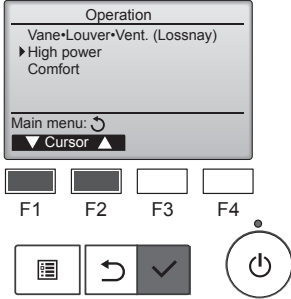 Operation
Vane•Louver•Vent. (Lossnay)
High power
Comfort
Main menu:
Cursor
F1 F2 F3 F4